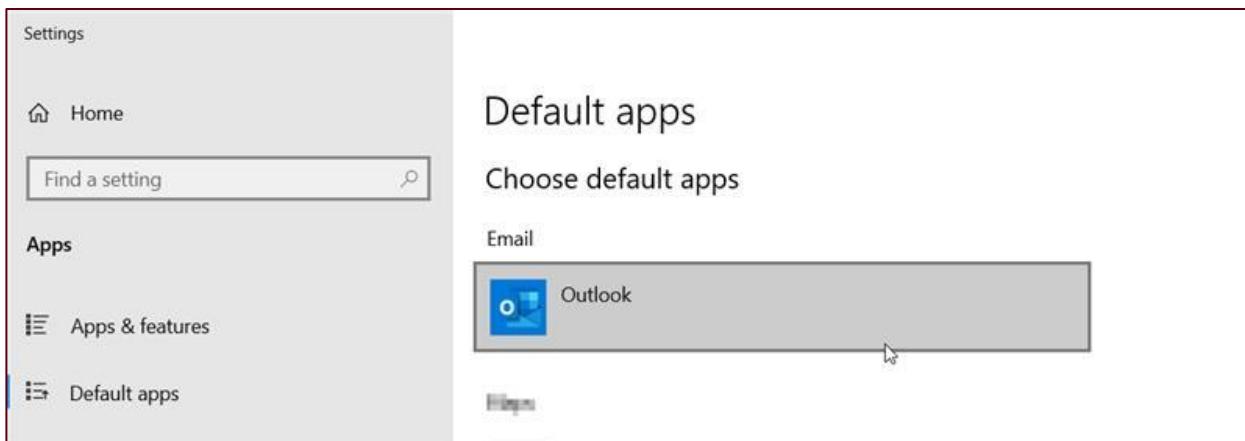 Settings
Home
Find a setting
Apps
Apps & features
Default apps
Default apps
Choose default apps
Email
Outlook